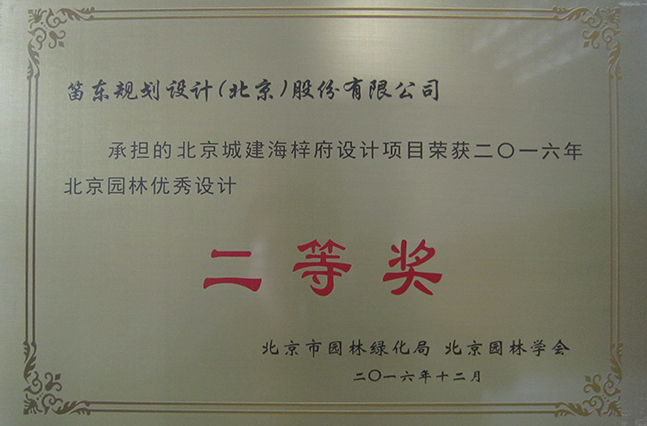 笛东规划设计(北京)股份有限公司
承担的北京城建海梓府设计项目荣获二〇一六年
北京园林优秀设计
二等奖
北京市园林绿化局 北京园林学会
二〇一六年十二月